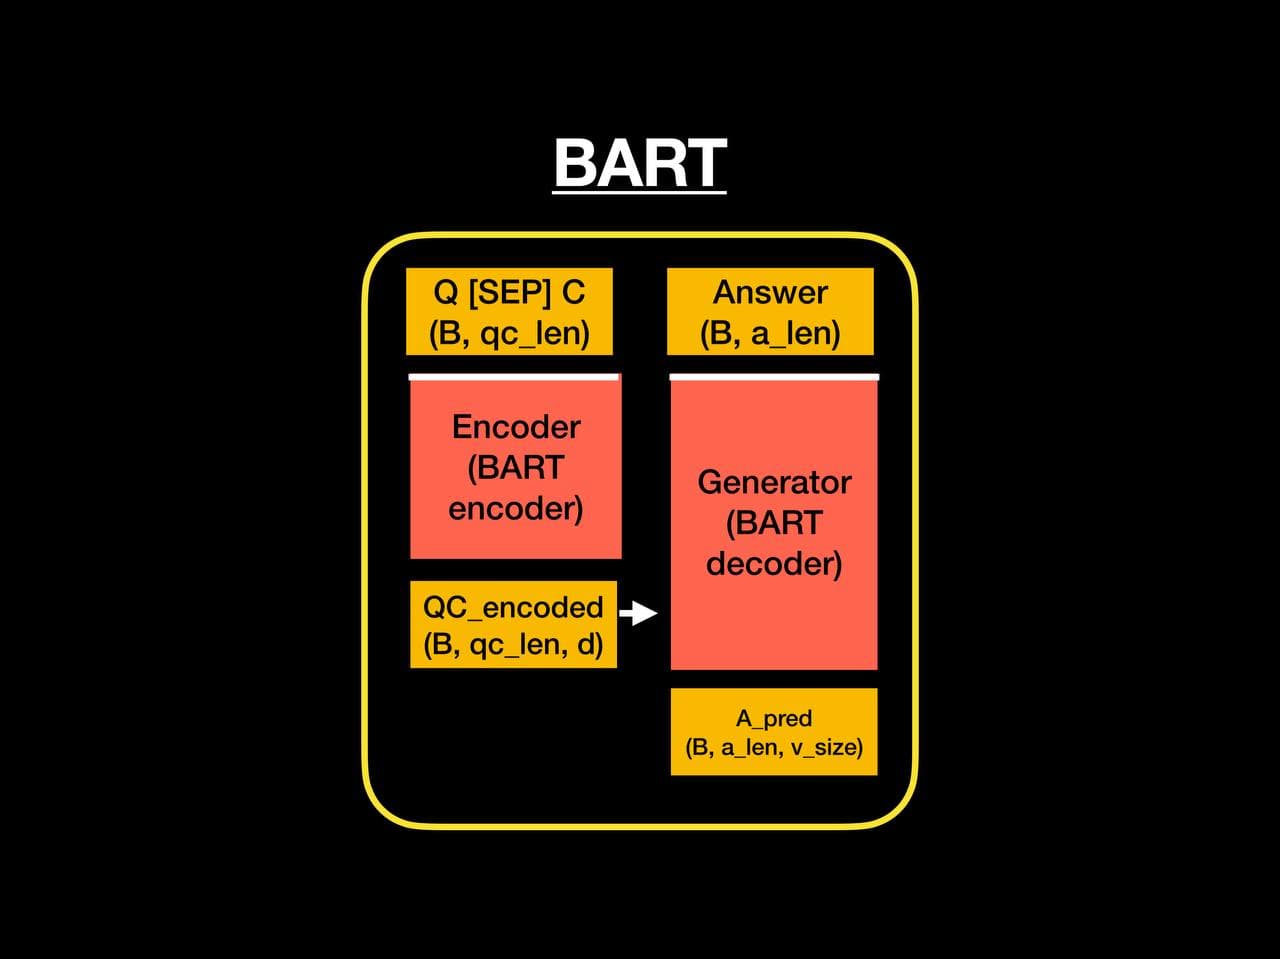 BART
Q [SEP] C
(B, qc_len)
Encoder
(BART
encoder)
QC_encoded
(B, qc_len, d)
Answer
(B, a_len)
Generator
(BART
decoder)
A_pred
(B, a_len, v_size)